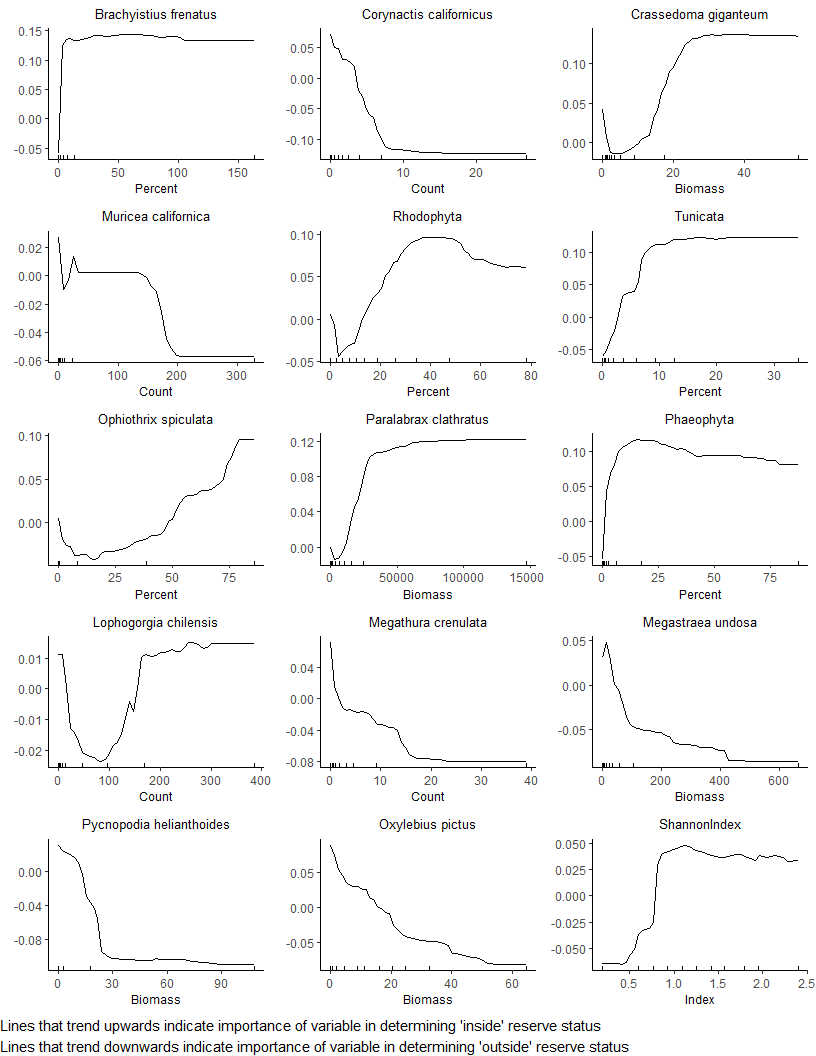 Brachyistius frenatus Corynactis californicus Crassedoma giganteum
0.15
0.10
0.05
0.00
-0.05
0 50 100 150
Percent
0.05
0.00
-0.05
-0.10
0 10 20
Count
0.10
0.05
0.00
0 20 40
Biomass
Muricea californica Rhodophyta Tunicata
0.02
0.00
-0.02
-0.04
-0.06
0 100 200 300
Count
0.10
0.05
0.00
-0.05
0 20 40 60 80
Percent
0.10
0.05
0.00
-0.05
0 10 20 30
Percent
Ophiothrix spiculata Paralabrax clathratus Phaeophyta
0.10
0.05
0.00
0 25 50 75
Percent
0.12
0.08
0.04
0.00
0 50000 100000 150000
Biomass
0.10
0.05
0.00
-0.05
0 25 50 75
Percent
Lophogorgia chilensis Megathura crenulata Megastraea undosa
0.01
0.00
-0.01
-0.02
0 100 200 300 400
Count
0.04
0.00
-0.04
-0.08
0 10 20 30 40
Count
0.05
0.00
-0.05
0 200 400 600
Biomass
Pycnopodia helianthoides Oxylebius pictus ShannonIndex
0.00
-0.04
-0.08
0 30 60 90
Biomass
0.05
0.00
-0.05
0 20 40 60
Biomass
0.050
0.025
0.000
-0.025
-0.050
0.5 1.0 1.5 2.0 2.5
Index
Lines that trend upwards indicate importance of variable in determining 'inside' reserve status
Lines that trend downwards indicate importance of variable in determining 'outside' reserve status